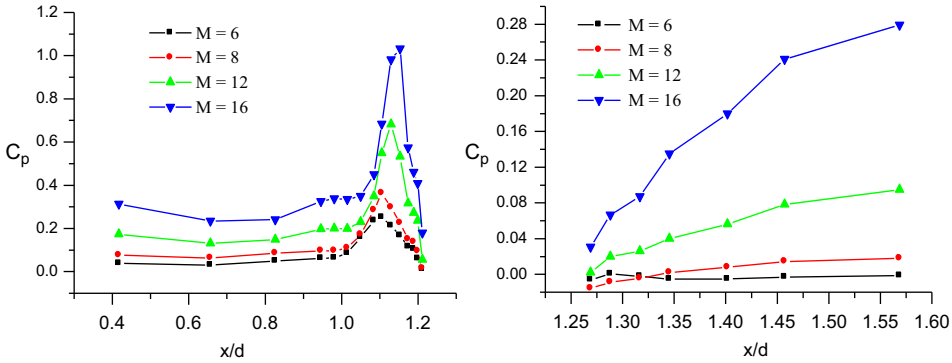 1.2
1.0
0.8
0.6
0.4
0.2
0.0
C_p
M = 6
M = 8
M = 12
M = 16
0.4 0.6 0.8 1.0 1.2
x/d
0.28
0.24
0.20
0.16
0.12
0.08
0.04
0.00
C_p
M = 6
M = 8
M = 12
M = 16
1.25 1.30 1.35 1.40 1.45 1.50 1.55 1.60
x/d